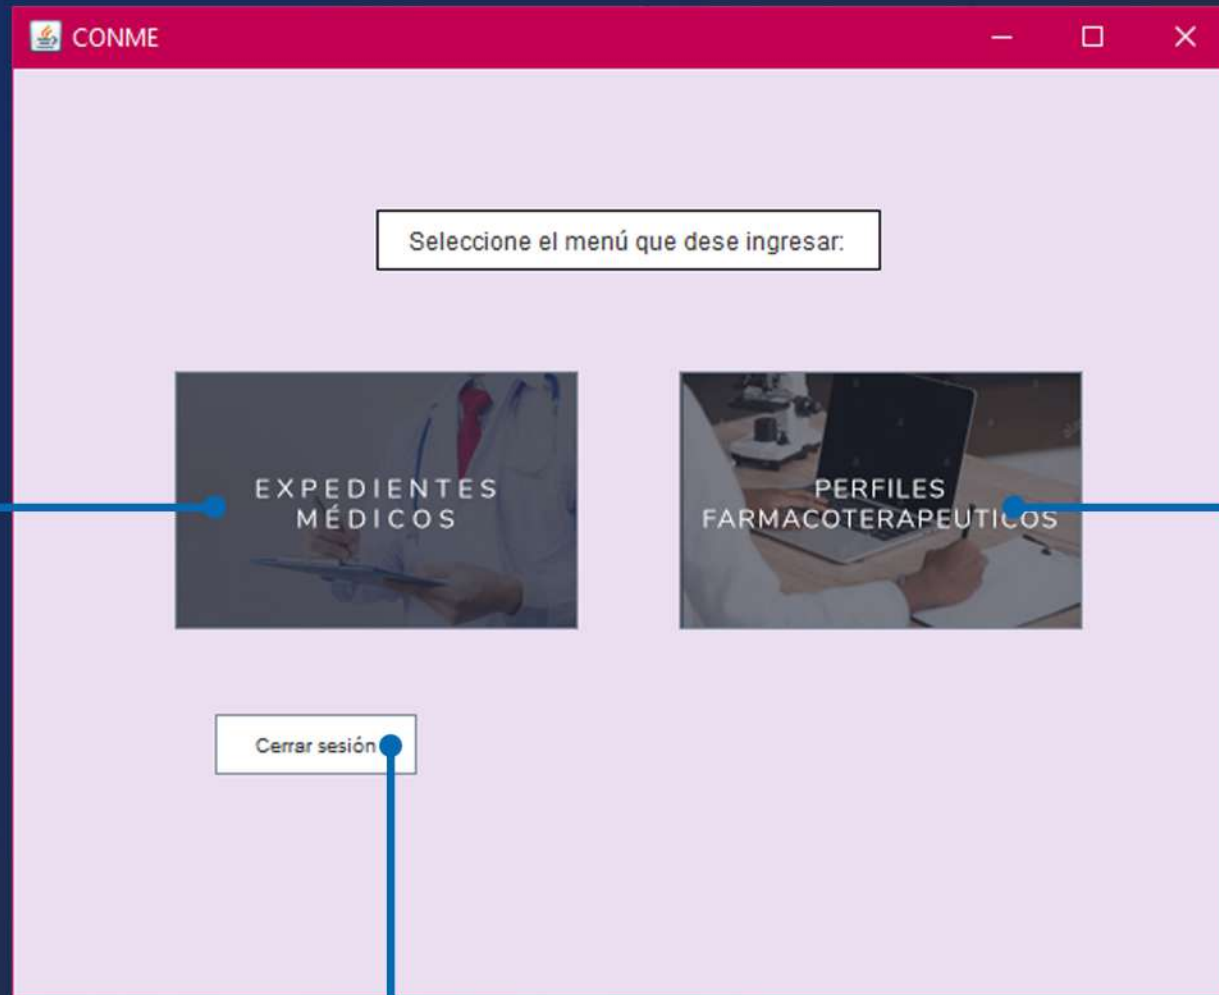 CONME
Seleccione el menú que dese ingresar:
EXPEDIENTES
MÉDICOS
PERFILES
FARMACOTERAPEUTICOS
Cerrar sesión